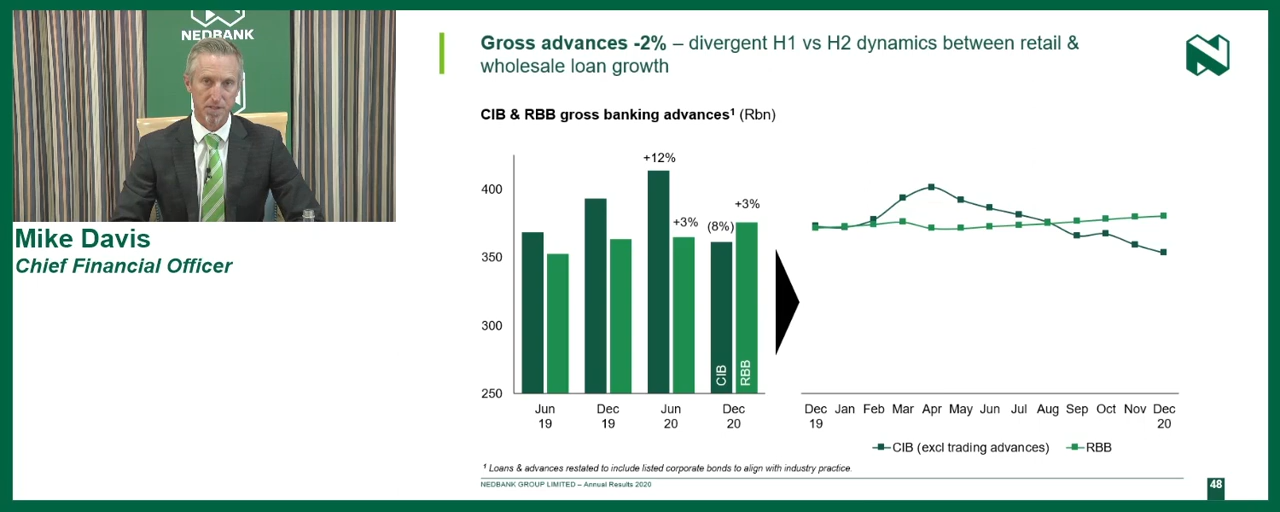 NEDBANK
Mike Davis
Chief Financial Officer
Gross advances -2% – divergent H1 vs H2 dynamics between retail &
wholesale loan growth
CIB & RBB gross banking advances¹ (Rbn)
400
350
300
250
+12%
+3%
(8%)
+3%
CIB
RBB
Jun
19
Dec
19
Jun
20
Dec
20
Dec
19
Jan
Feb
Mar
Apr
May
Jun
Jul
Aug
Sep
Oct
Nov
Dec
20
CIB (excl trading advances)
RBB
¹ Loans & advances restated to include listed corporate bonds to align with industry practice.
NEDBANK GROUP LIMITED – Annual Results 2020
48